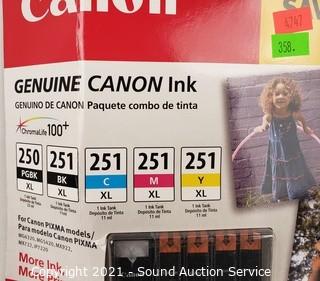 Canon
4747
358.
GENUINE CANON Ink
GENUINO DE CANON Paquete combo de tinta
ChromaLife100+
250
PGBK
XL
251
BK
XL
251
C
XL
251
M
XL
251
Y
XL
1 Ink Tank
Depósito de Tinta
11 ml
1 Ink Tank
Depósito de Tinta
11 ml
1 Ink Tank
Depósito de Tinta
11 ml
For Canon PIXMA models/
Para modelos Canon PIXMA
More Ink
More
Copyright 2021 - Sound Auction Service